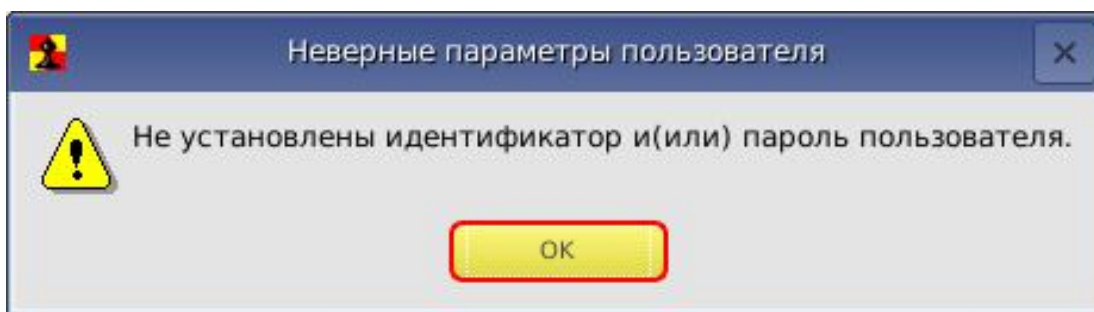 Неверные параметры пользователя
Не установлены идентификатор и(или) пароль пользователя.
OK